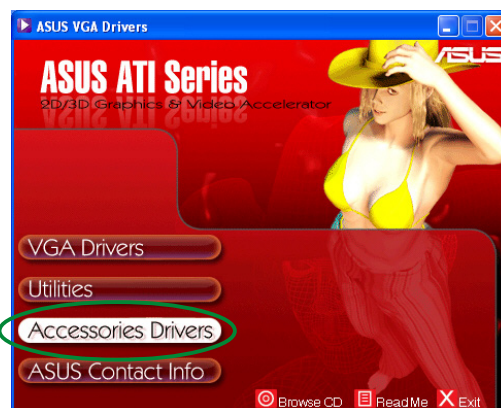 ASUS VGA Drivers
ASUS
ASUS ATI Series
2D/3D Graphics & Video Accelerator
VGA Drivers
Utilities
Accessories Drivers
ASUS Contact Info
Browse CD ReadMe Exit